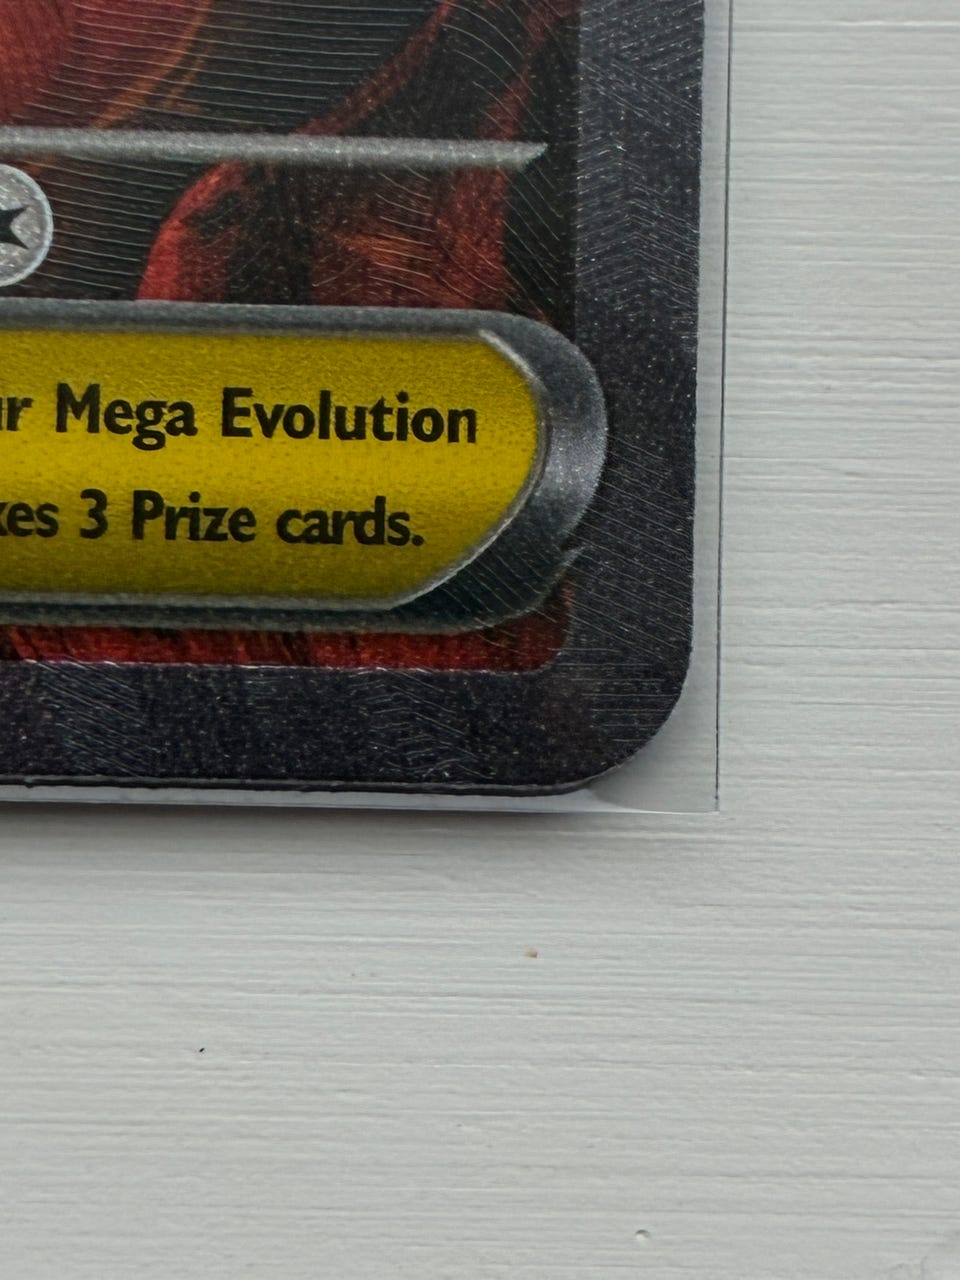 Mega Evolution
3 Prize cards.